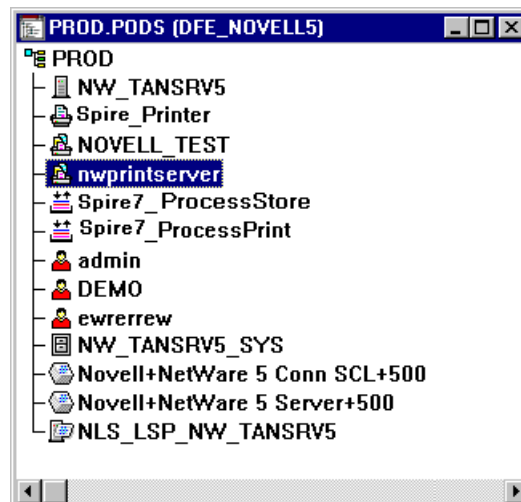 PROD.PODS (DFE_NOVELL5)
PROD
NW_TANSRV5
Spire_Printer
NOVELL_TEST
nwprintserver
Spire7_ProcessStore
Spire7_ProcessPrint
admin
DEMO
ewrerrew
NW_TANSRV5_SYS
Novell+NetWare 5 Conn SCL+500
Novell+NetWare 5 Server+500
NLS_LSP_NW_TANSRV5